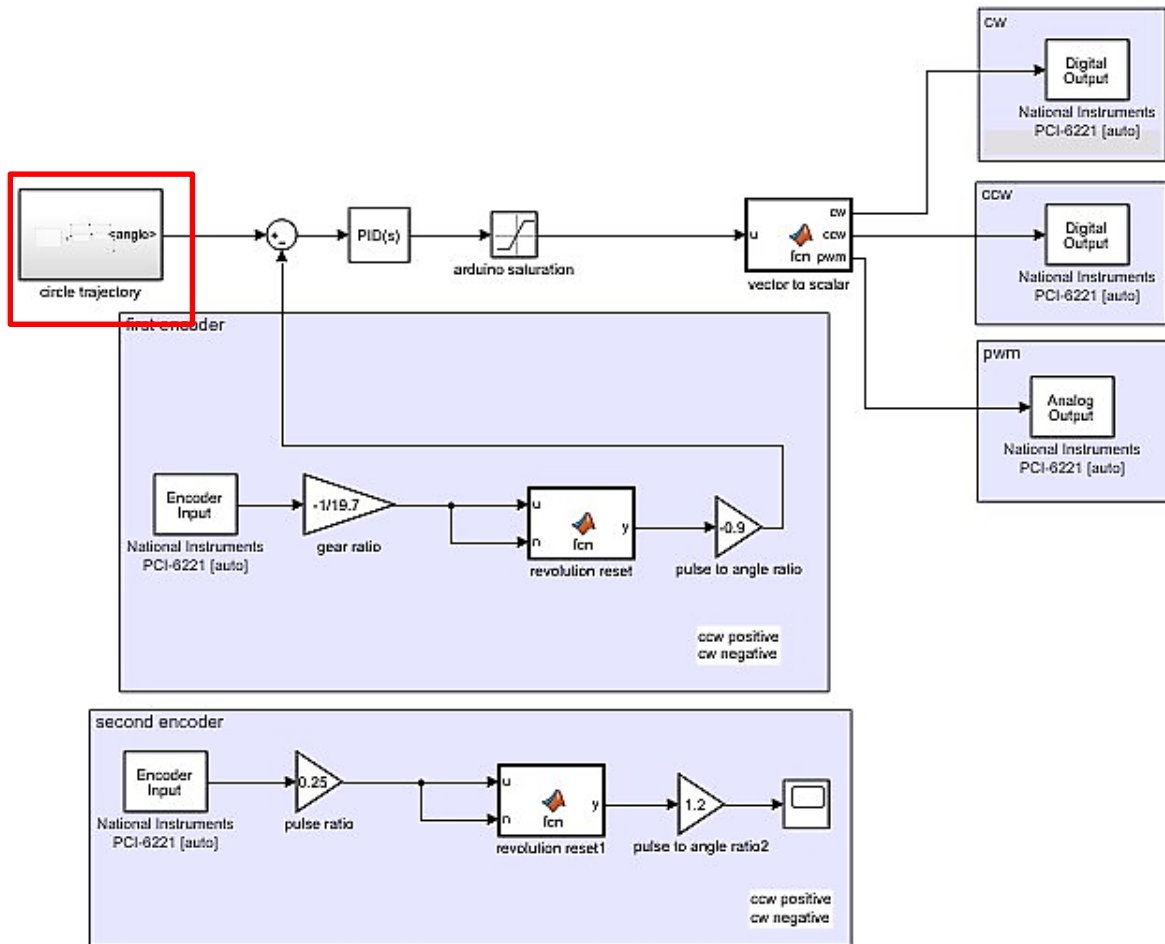 cw
Digital
Output
National Instruments
PCI-6221 [auto]
<angle>
circle trajectory
PID(s)
arduino saturation
u
fcn
cw
ccw
pwm
vector to scalar
ccw
Digital
Output
National Instruments
PCI-6221 [auto]
pwm
Analog
Output
National Instruments
PCI-6221 [auto]
first encoder
Encoder
Input
National Instruments
PCI-6221 [auto]
-1/19.7
gear ratio
u
n
fcn
y
revolution reset
-0.9
pulse to angle ratio
ccw positive
cw negative
second encoder
Encoder
Input
National Instruments
PCI-6221 [auto]
0.25
pulse ratio
u
n
fcn
y
revolution reset1
1.2
pulse to angle ratio2
ccw positive
cw negative